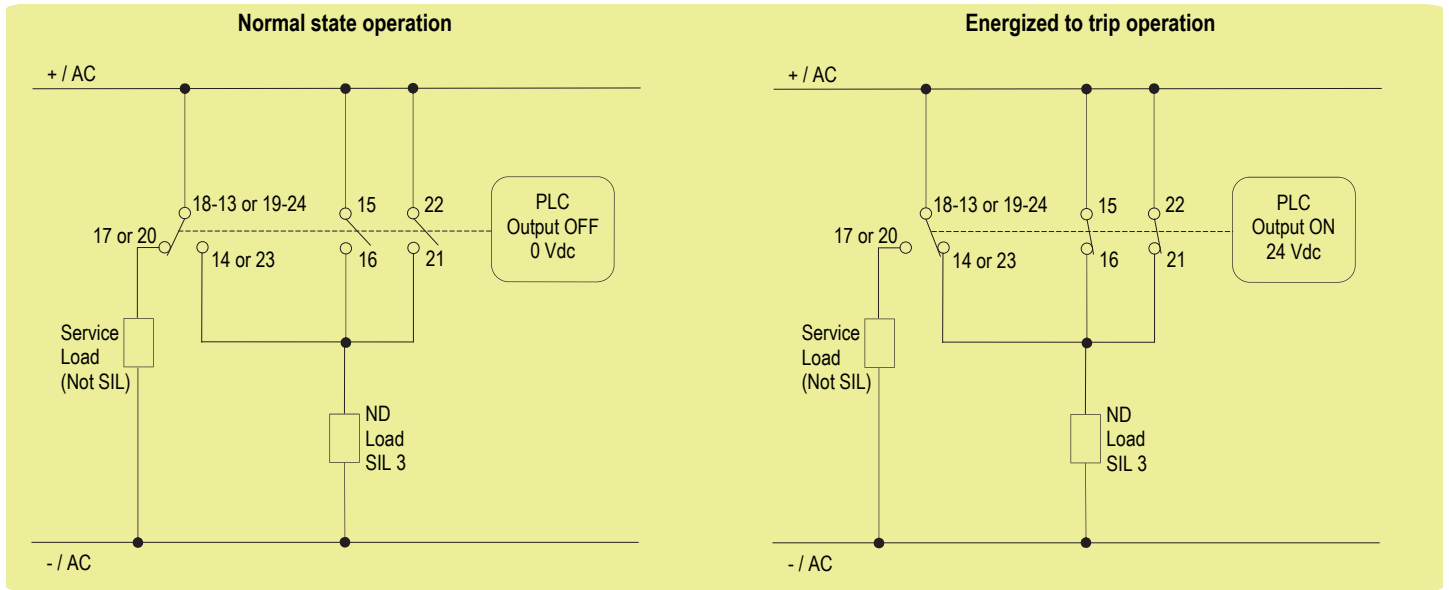 Normal state operation
+ / AC
18-13 or 19-24
15
22
PLC
Output OFF
0 Vdc
17 or 20
14 or 23
16
21
Service
Load
(Not SIL)
ND
Load
SIL 3
- / AC
Energized to trip operation
+ / AC
18-13 or 19-24
15
22
PLC
Output ON
24 Vdc
17 or 20
14 or 23
16
21
Service
Load
(Not SIL)
ND
Load
SIL 3
- / AC